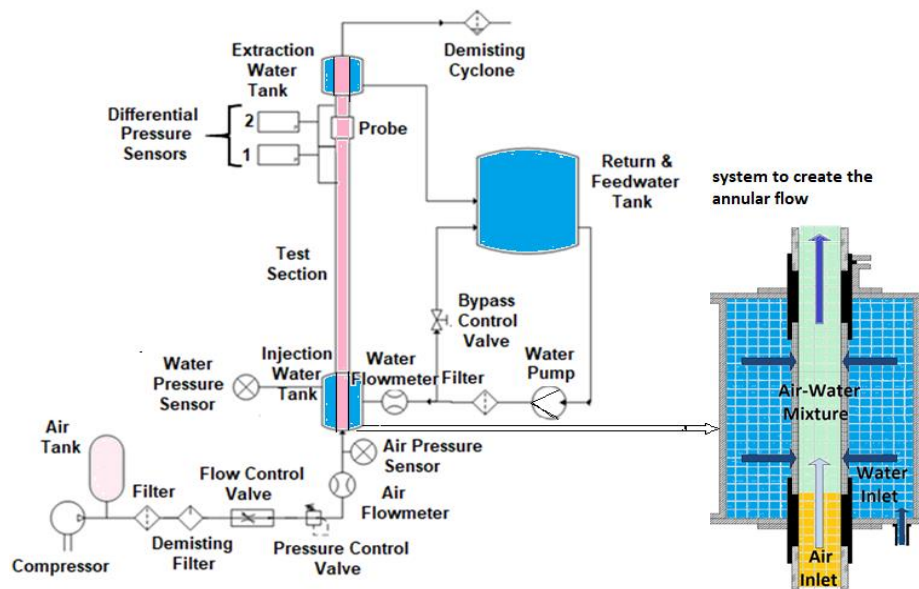 Extraction
Water
Tank
Demisting
Cyclone
Differential
Pressure
Sensors
2
1
Probe
Return &
Feedwater
Tank
system to create the
annular flow
Test
Section
Bypass
Control
Valve
Water
Pressure
Sensor
Injection
Water
Tank
Water
Flowmeter
Filter
Water
Pump
Air-Water
Mixture
Water
Inlet
Air
Inlet
Air
Tank
Air Pressure
Sensor
Filter
Flow Control
Valve
Air
Flowmeter
Compressor
Demisting
Filter
Pressure Control
Valve